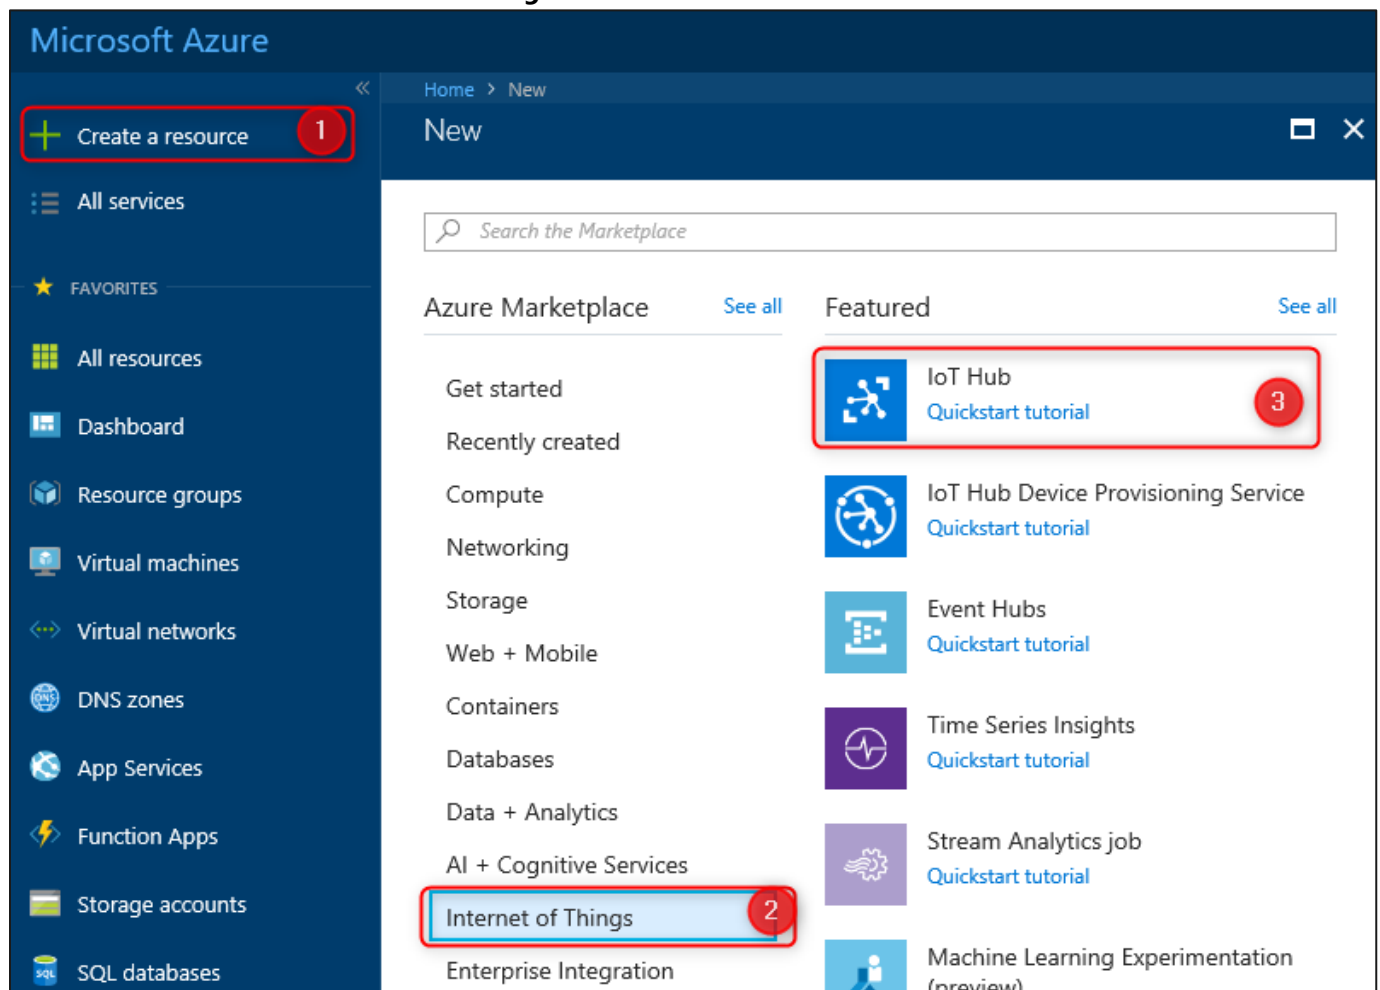 Microsoft Azure
«
Create a resource
1
All services
FAVORITES
All resources
Dashboard
Resource groups
Virtual machines
Virtual networks
DNS
DNS zones
App Services
Function Apps
Storage accounts
SQL
SQL databases
Home > New
New
Search the Marketplace
Azure Marketplace
See all
Get started
Recently created
Compute
Networking
Storage
Web + Mobile
Containers
Databases
Data + Analytics
AI + Cognitive Services
Internet of Things
2
Enterprise Integration
Featured
See all
IoT Hub
Quickstart tutorial
3
IoT Hub Device Provisioning Service
Quickstart tutorial
Event Hubs
Quickstart tutorial
Time Series Insights
Quickstart tutorial
Stream Analytics job
Quickstart tutorial
Machine Learning Experimentation
(preview)